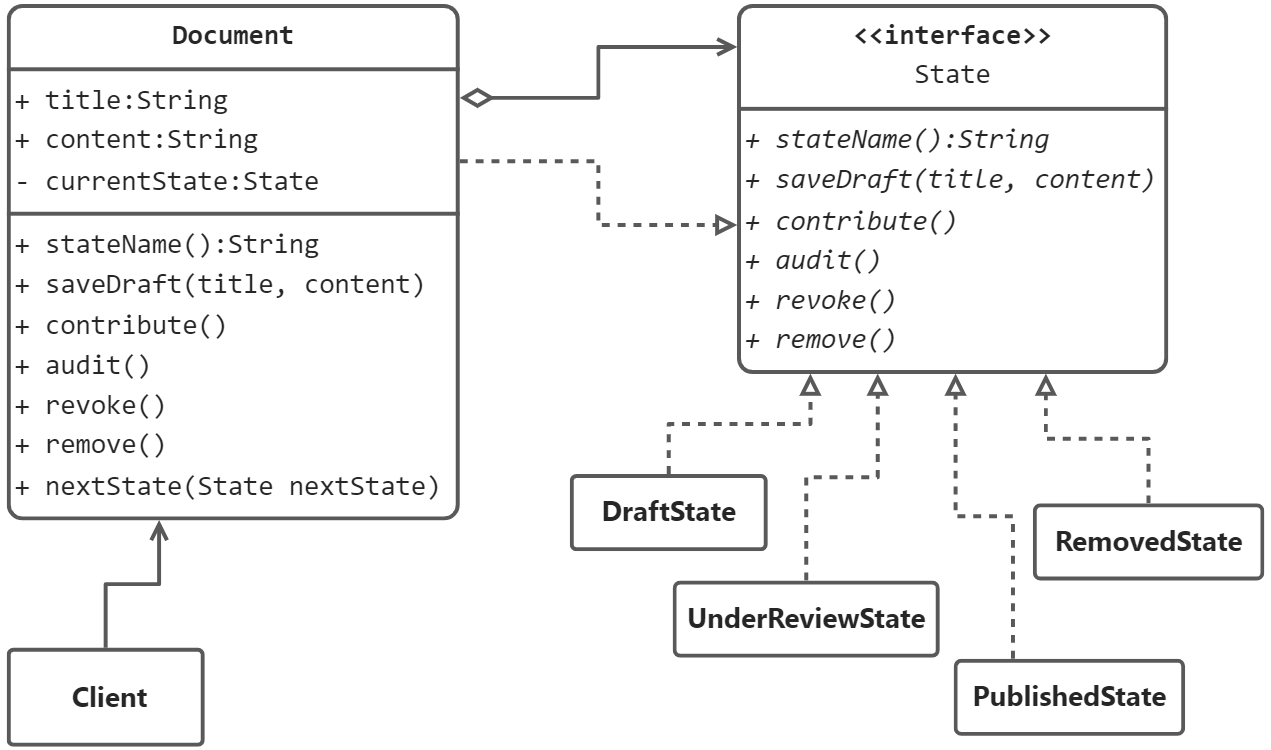 Document
+ title:String
+ content:String
- currentState:State
+ stateName():String
+ saveDraft(title, content)
+ contribute()
+ audit()
+ revoke()
+ remove()
+ nextState(State nextState)
<<interface>>
State
+ stateName():String
+ saveDraft(title, content)
+ contribute()
+ audit()
+ revoke()
+ remove()
DraftState
RemovedState
UnderReviewState
PublishedState
Client